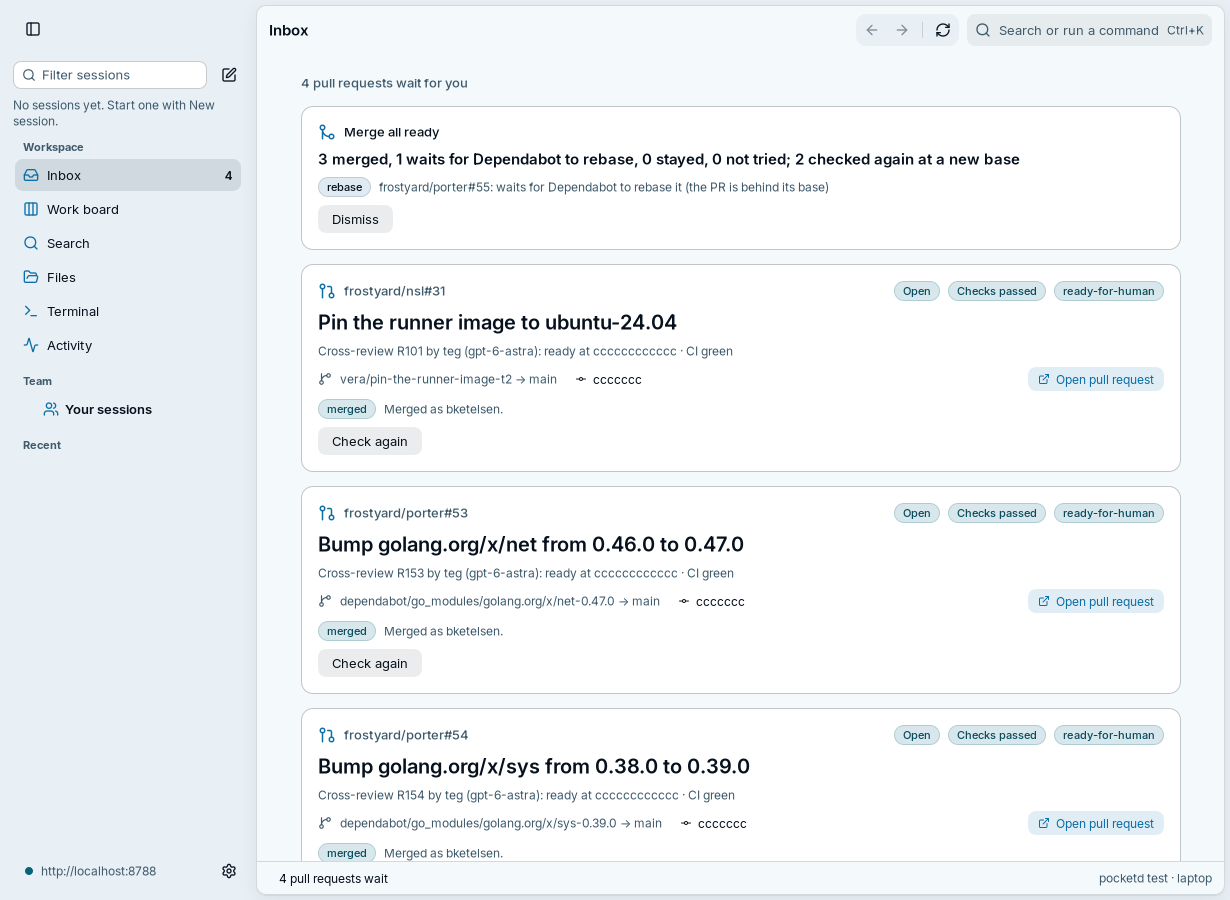 Inbox
Search or run a command Ctrl+K
Filter sessions
No sessions yet. Start one with New
session.
Workspace
Inbox 4
Work board
Search
Files
Terminal
Activity
Team
Your sessions
Recent
http://localhost:8788
4 pull requests wait for you
Merge all ready
3 merged, 1 waits for Dependabot to rebase, 0 stayed, 0 not tried; 2 checked again at a new base
rebase frostyard/porter#55: waits for Dependabot to rebase it (the PR is behind its base)
Dismiss
frostyard/nsl#31 Open Checks passed ready-for-human
Pin the runner image to ubuntu-24.04
Cross-review R101 by teg (gpt-6-astra): ready at cccccccccccc · CI green
vera/pin-the-runner-image-t2 → main ccccccc Open pull request
merged Merged as bketelsen.
Check again
frostyard/porter#53 Open Checks passed ready-for-human
Bump golang.org/x/net from 0.46.0 to 0.47.0
Cross-review R153 by teg (gpt-6-astra): ready at cccccccccccc · CI green
dependabot/go_modules/golang.org/x/net-0.47.0 → main ccccccc Open pull request
merged Merged as bketelsen.
Check again
frostyard/porter#54 Open Checks passed ready-for-human
Bump golang.org/x/sys from 0.38.0 to 0.39.0
Cross-review R154 by teg (gpt-6-astra): ready at cccccccccccc · CI green
dependabot/go_modules/golang.org/x/sys-0.39.0 → main ccccccc Open pull request
merged Merged as bketelsen.
4 pull requests wait
pocketd test · laptop